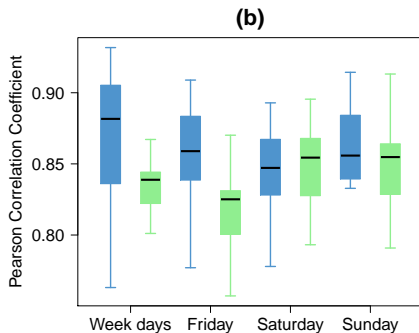 (b)
Pearson Correlation Coefficient
0.90
0.85
0.80
Week days Friday Saturday Sunday